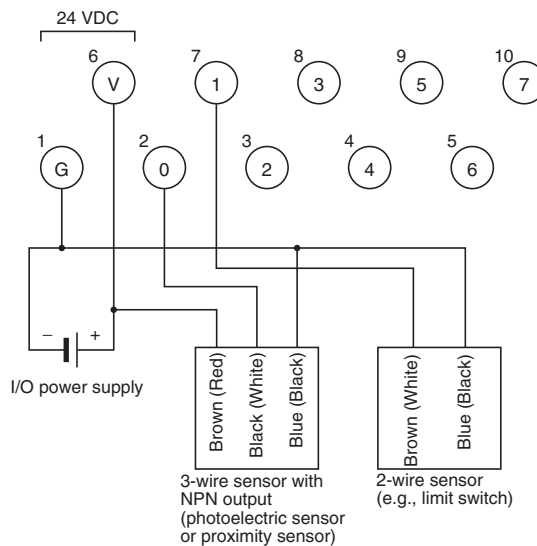 24 VDC
6 7 8 9 10
V 1 3 5 7
1 2 3 4 5
G 0 2 4 6
− +
I/O power supply
Brown (Red)
Black (White)
Blue (Black)
Brown (White)
Blue (Black)
3-wire sensor with
NPN output
(photoelectric sensor
or proximity sensor)
2-wire sensor
(e.g., limit switch)